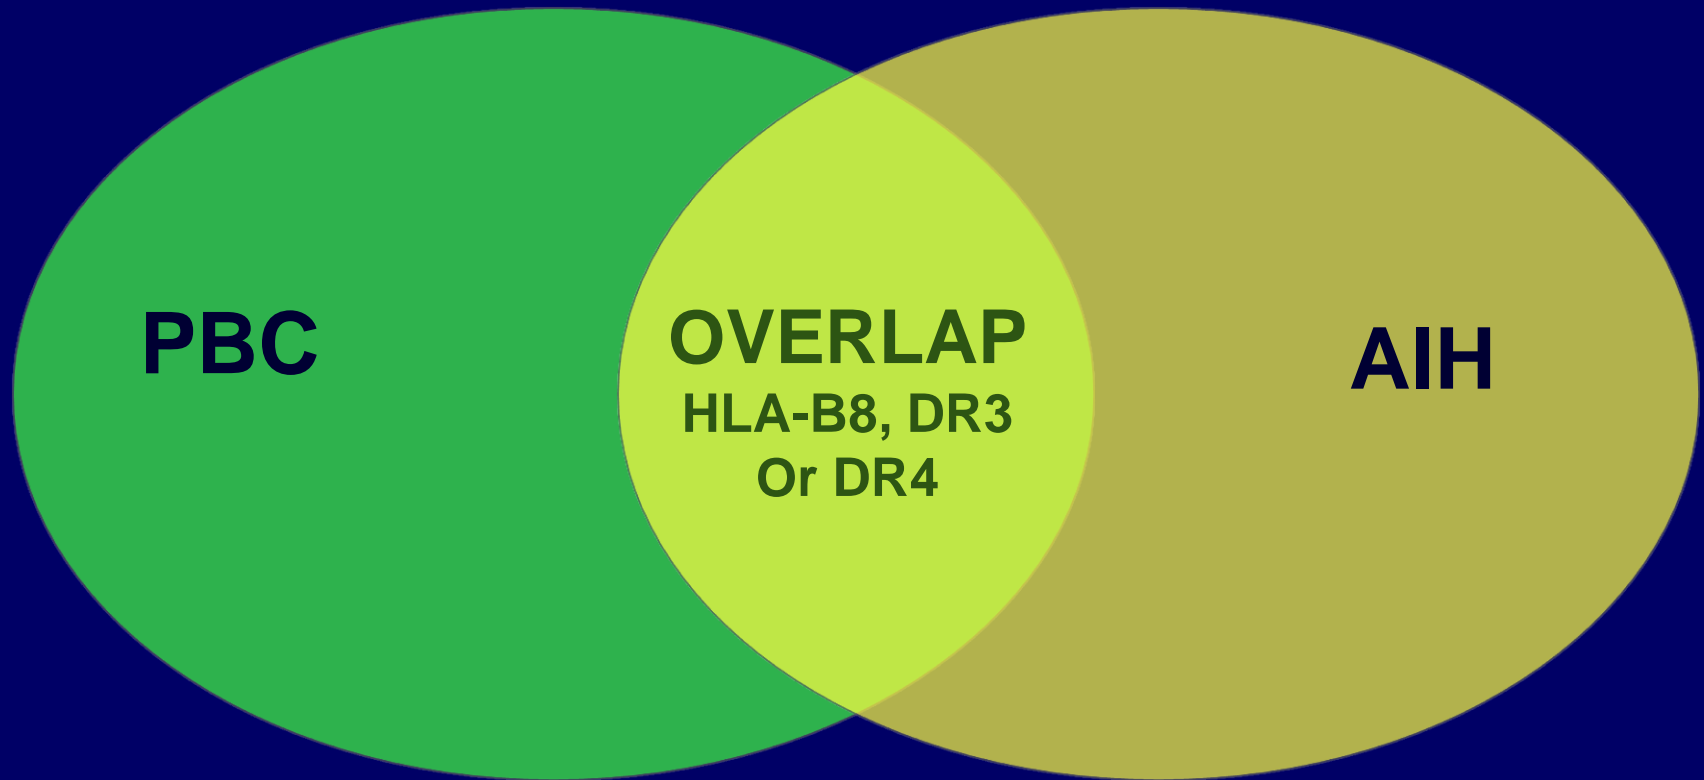 PBC
OVERLAP
HLA-B8, DR3
Or DR4
AIH